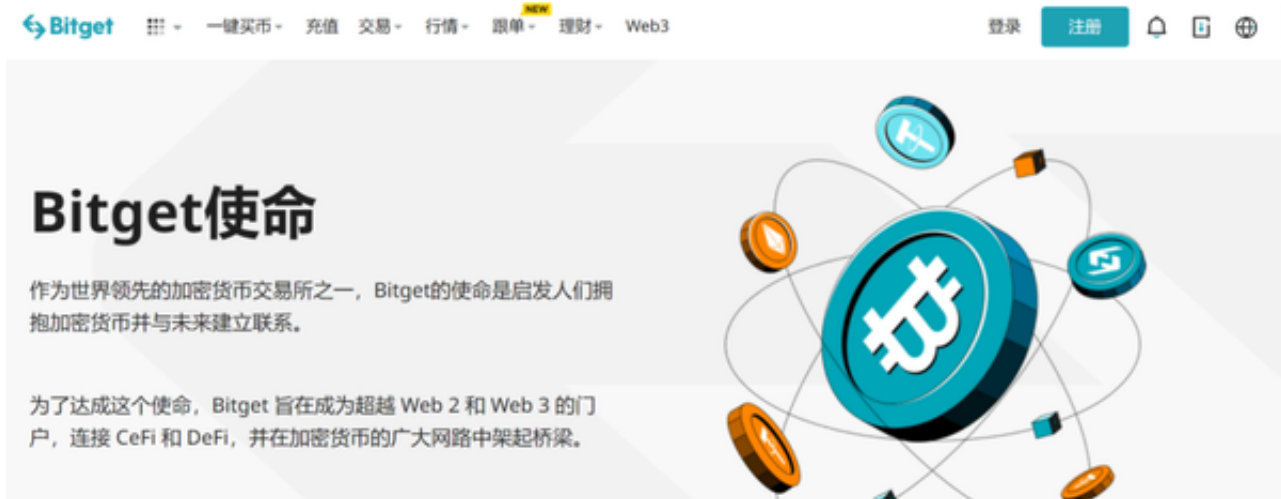 Bitget 一键买币 充值 交易 行情 跟单 NEW 理财 Web3 登录 注册
Bitget使命
作为世界领先的加密货币交易所之一，Bitget的使命是启发人们拥
抱加密货币并与未来建立联系。
为了达成这个使命，Bitget 旨在成为超越 Web 2 和 Web 3 的门
户，连接 CeFi 和 DeFi，并在加密货币的广大网路中架起桥梁。